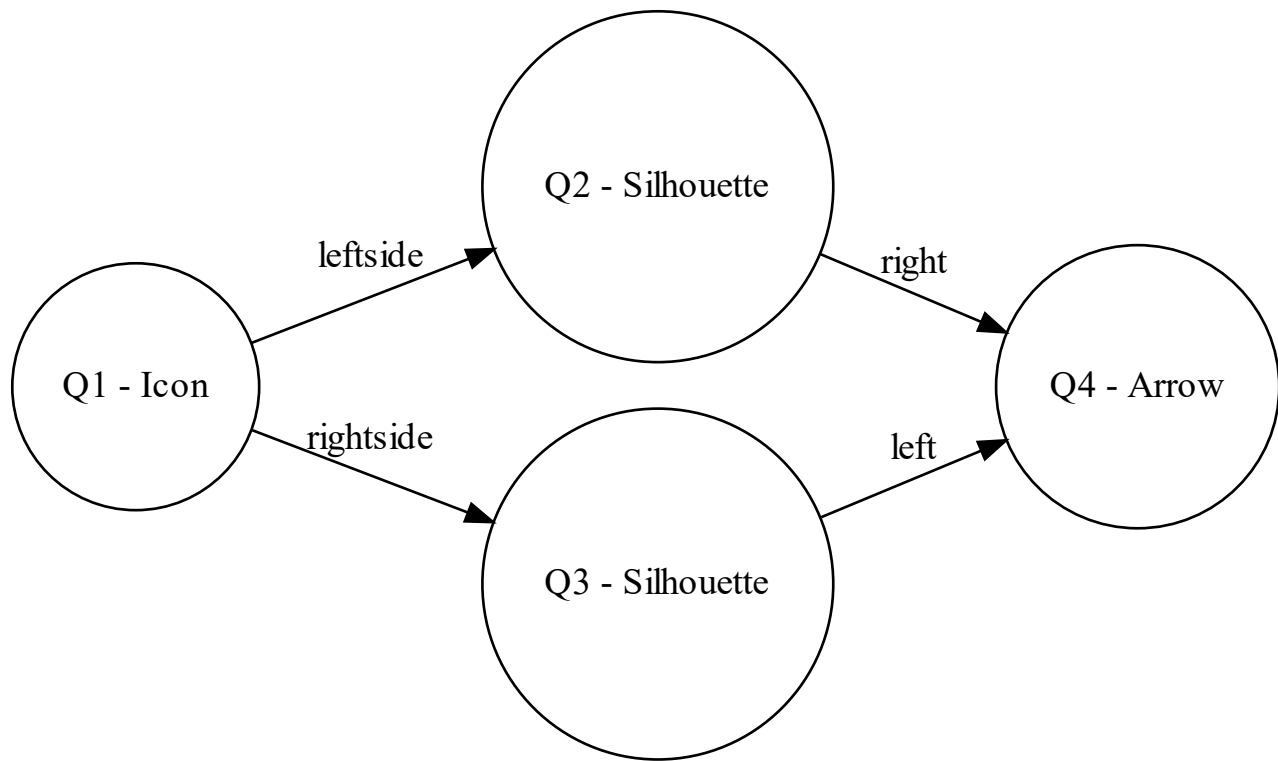 Q2 - Silhouette
leftside
right
Q1 - Icon
Q4 - Arrow
rightside
left
Q3 - Silhouette